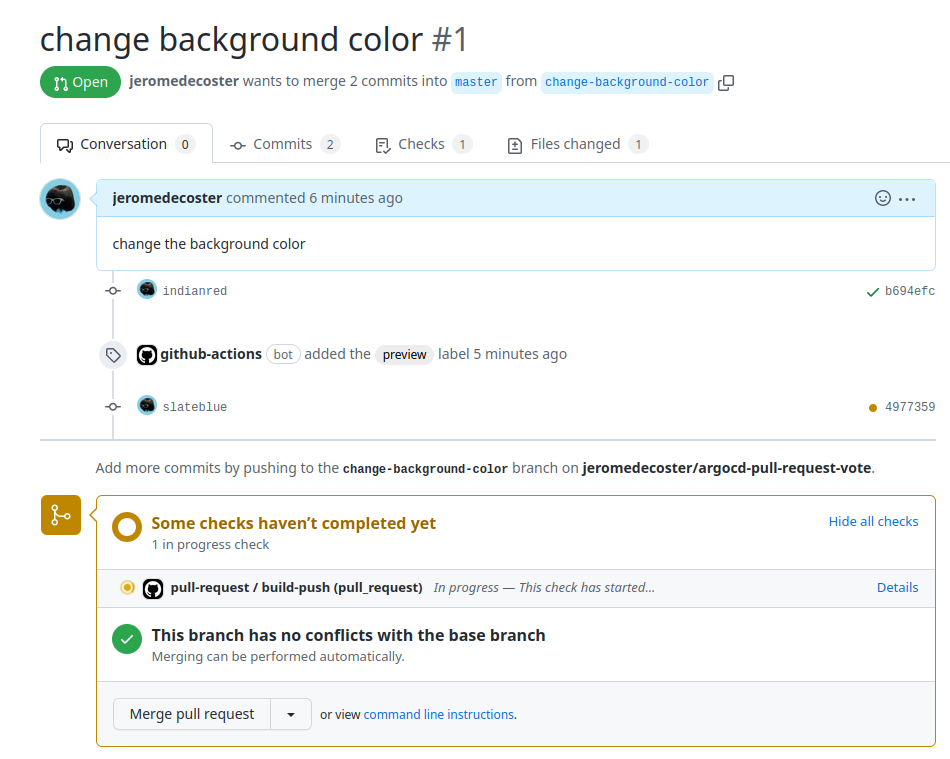 change background color #1
Open jeromedecoster wants to merge 2 commits into master from change-background-color
Conversation 0 Commits 2 Checks 1 Files changed 1
jeromedecoster commented 6 minutes ago
change the background color
indianred b694efc
github-actions bot added the preview label 5 minutes ago
slateblue 4977359
Add more commits by pushing to the change-background-color branch on jeromedecoster/argocd-pull-request-vote.
Some checks haven’t completed yet Hide all checks
1 in progress check
pull-request / build-push (pull_request) In progress — This check has started... Details
This branch has no conflicts with the base branch
Merging can be performed automatically.
Merge pull request or view command line instructions.